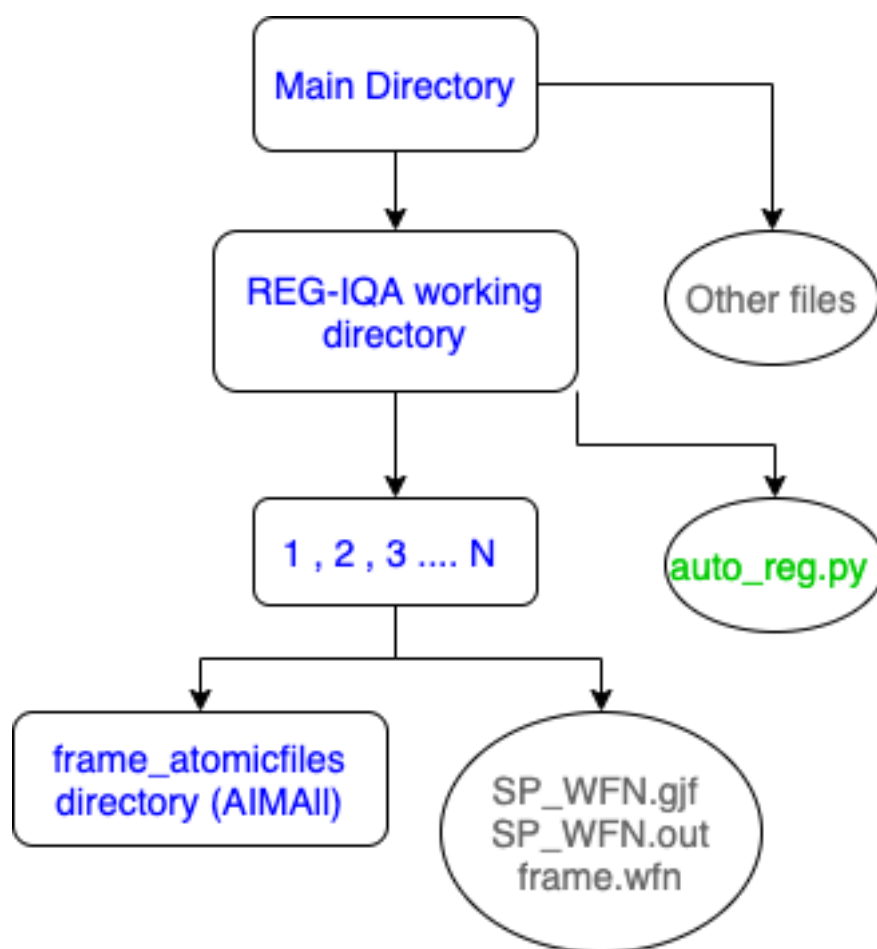 Main Directory
REG-IQA working
directory
Other files
1 , 2 , 3 .... N
auto_reg.py
frame_atomicfiles
directory (AIMAll)
SP_WFN.gjf
SP_WFN.out
frame.wfn